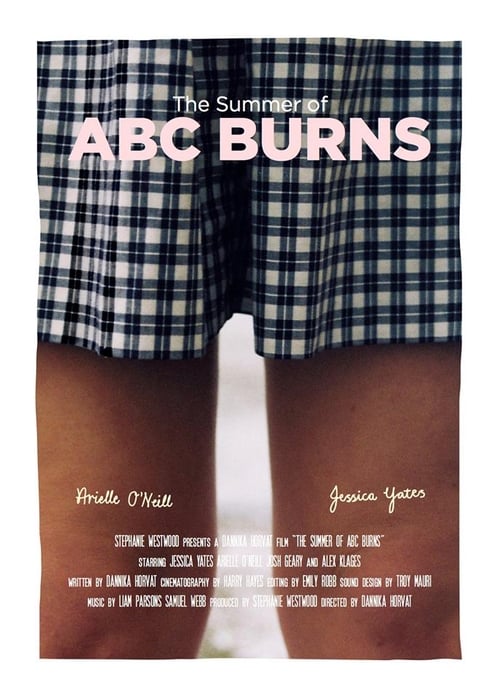 The Summer of
ABC BURNS
Arielle O'Neill
Jessica Yates
STEPHANIE WESTWOOD PRESENTS A DANNIKA HORVAT FILM "THE SUMMER OF ABC BURNS"
STARRING JESSICA YATES ARIELLE O'NEILL JOSH GEARY AND ALEX KLAGES
WRITTEN BY DANNIKA HORVAT CINEMATOGRAPHY BY HARRY HAYES EDITING BY EMILY ROBB SOUND DESIGN BY TROY MAURI
MUSIC BY LIAM PARSONS SAMUEL WEBB PRODUCED BY STEPHANIE WESTWOOD DIRECTED BY DANNIKA HORVAT